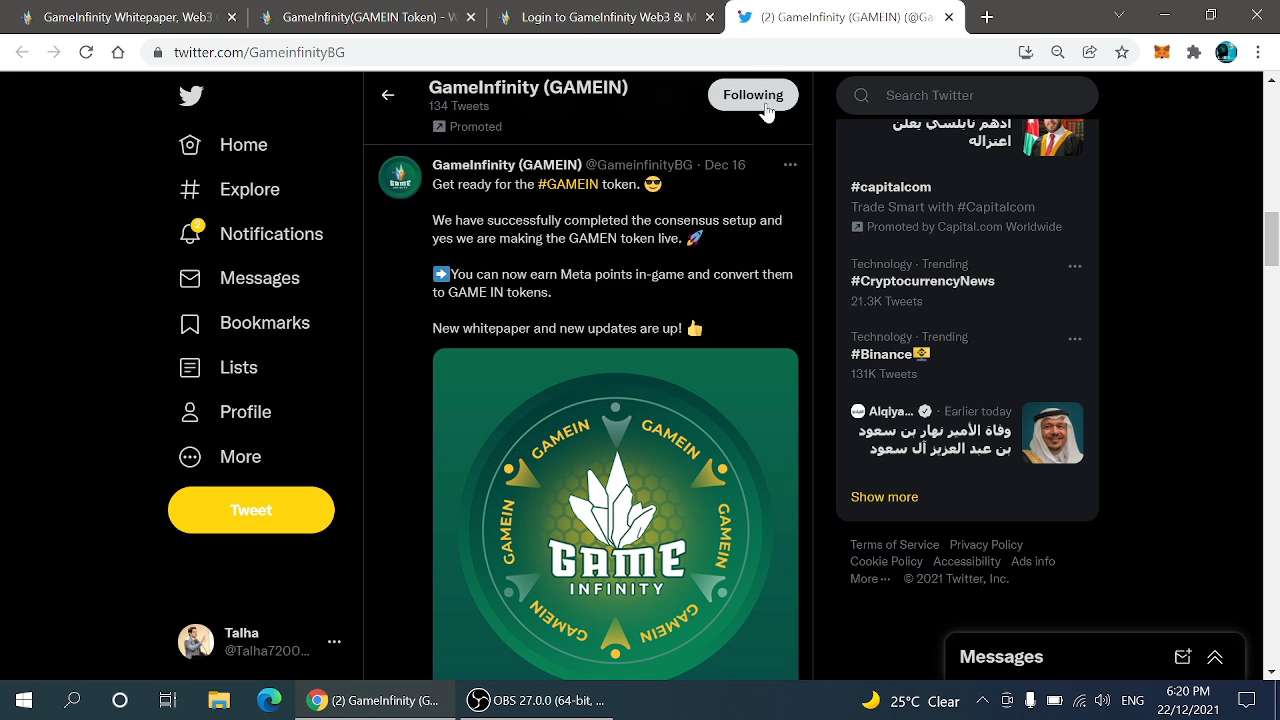 GameInfinity Whitepaper, Web3
GameInfinity(GAMEIN Token) - W
Login to GameInfinity Web3 & M
(2) GameInfinity (GAMEIN) (@Ga
twitter.com/GameinfinityBG
GameInfinity (GAMEIN)
134 Tweets
Promoted
Following
Search Twitter
Home
Explore
2
Notifications
Messages
Bookmarks
Lists
Profile
More
Tweet
Talha
@Talha7200...
GameInfinity (GAMEIN) @GameinfinityBG · Dec 16
Get ready for the #GAMEIN token. 😎
We have successfully completed the consensus setup and
yes we are making the GAMEN token live. 🚀
➡️You can now earn Meta points in-game and convert them
to GAME IN tokens.
New whitepaper and new updates are up! 👍
GAMEIN
GAMEIN
GAMEIN
GAMEIN
GAMEIN
GAMEIN
GAME
INFINITY
GAME
INFINITY
أدهم نابلسي يعلن
اعتزاله
#capitalcom
Trade Smart with #Capitalcom
Promoted by Capital.com Worldwide
Technology · Trending
#CryptocurrencyNews
21.3K Tweets
Technology · Trending
#Binance
131K Tweets
Alqiya... · Earlier today
وفاة الأمير نهار بن سعود
بن عبد العزيز آل سعود
Show more
Terms of Service Privacy Policy
Cookie Policy Accessibility Ads info
More ··· © 2021 Twitter, Inc.
Messages
(2) GameInfinity (G...
OBS 27.0.0 (64-bit, ...
25°C Clear
ENG
6:20 PM
22/12/2021